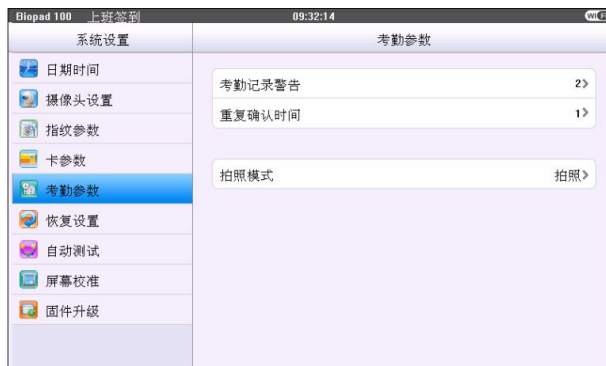 Biopad 100 上班签到 09:32:14
系统设置
考勤参数
日期时间
摄像头设置
指纹参数
卡参数
考勤参数
恢复设置
自动测试
屏幕校准
固件升级
考勤记录警告 2>
重复确认时间 1>
拍照模式 拍照>